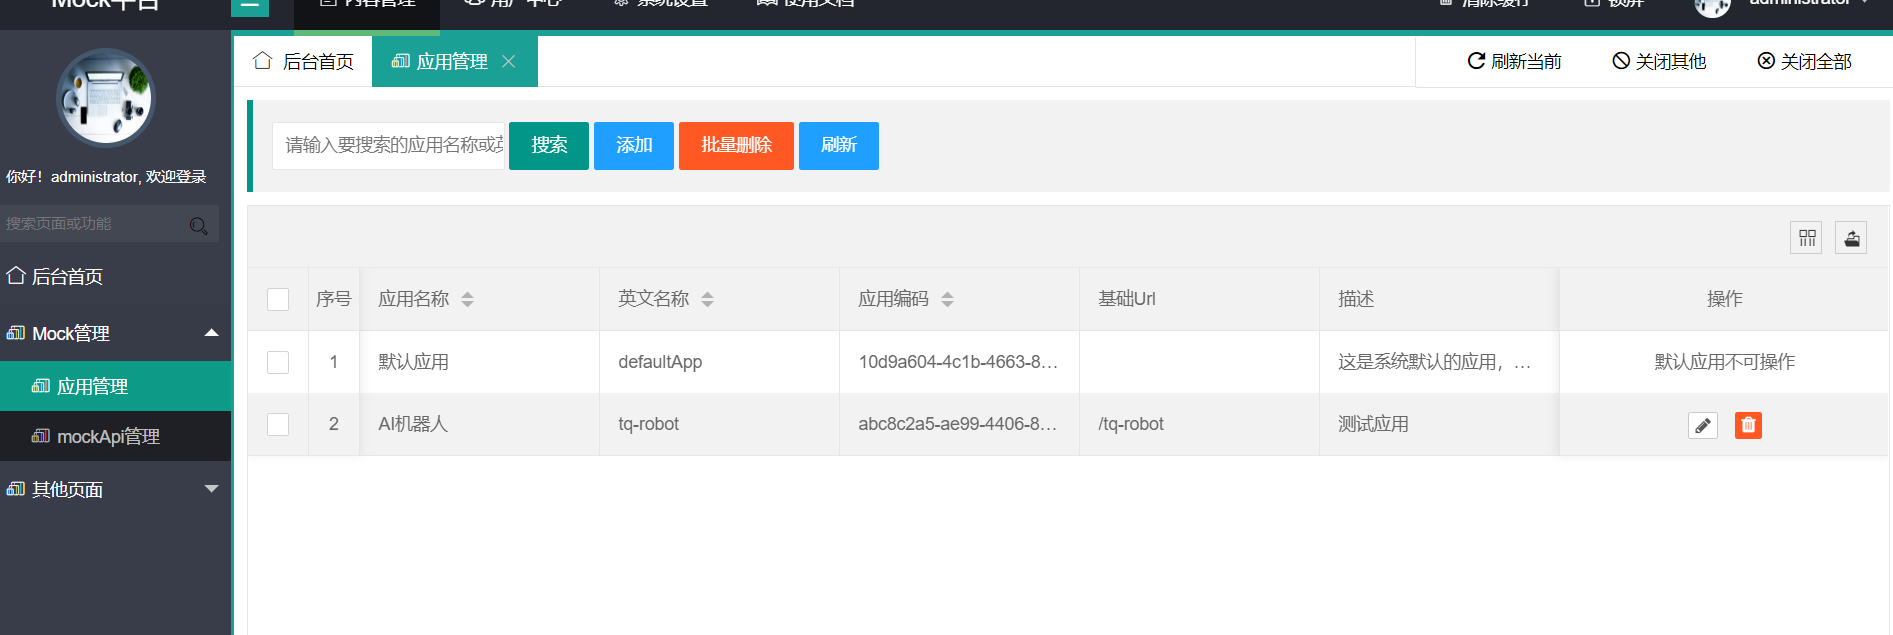 Mock平台
内容管理 用户中心 系统设置 使用文档 清除缓存 锁屏 administrator
后台首页 应用管理 刷新当前 关闭其他 关闭全部
你好！administrator, 欢迎登录
搜索页面或功能
后台首页
Mock管理
应用管理
mockApi管理
其他页面
请输入要搜索的应用名称或英 搜索 添加 批量删除 刷新
序号 应用名称 英文名称 应用编码 基础Url 描述 操作
1 默认应用 defaultApp 10d9a604-4c1b-4663-8... 这是系统默认的应用，... 默认应用不可操作
2 AI机器人 tq-robot abc8c2a5-ae99-4406-8... /tq-robot 测试应用